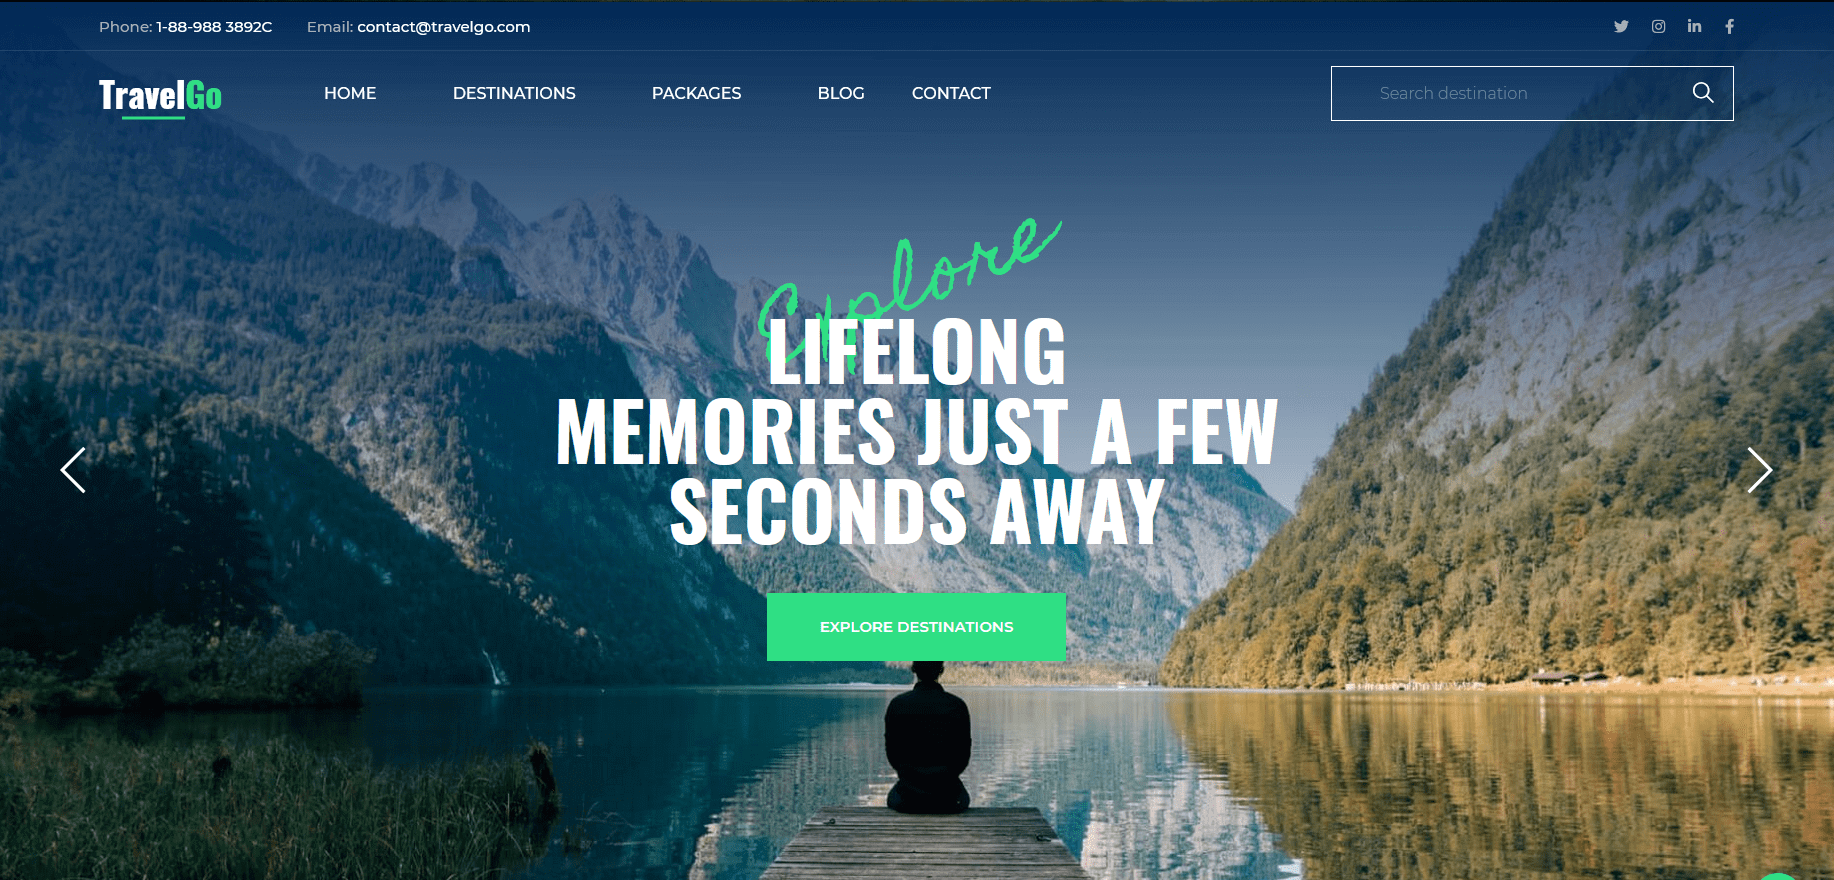 Phone: 1-88-988 3892C Email: contact@travelgo.com
TravelGo HOME DESTINATIONS PACKAGES BLOG CONTACT Search destination
Explore
LIFELONG
MEMORIES JUST A FEW
SECONDS AWAY
EXPLORE DESTINATIONS